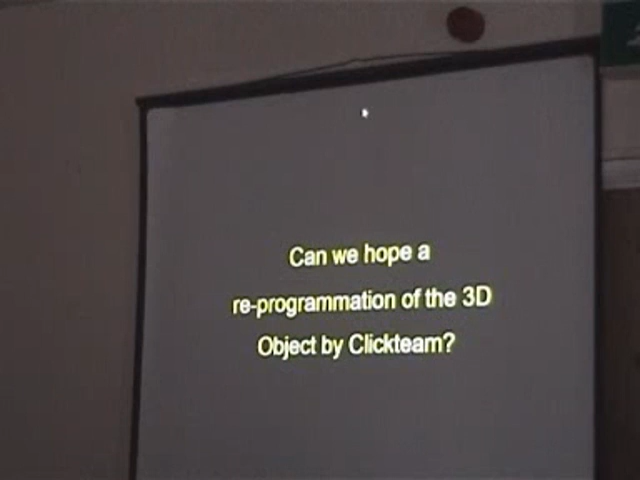 Can we hope a
re-programmation of the 3D
Object by Clickteam?